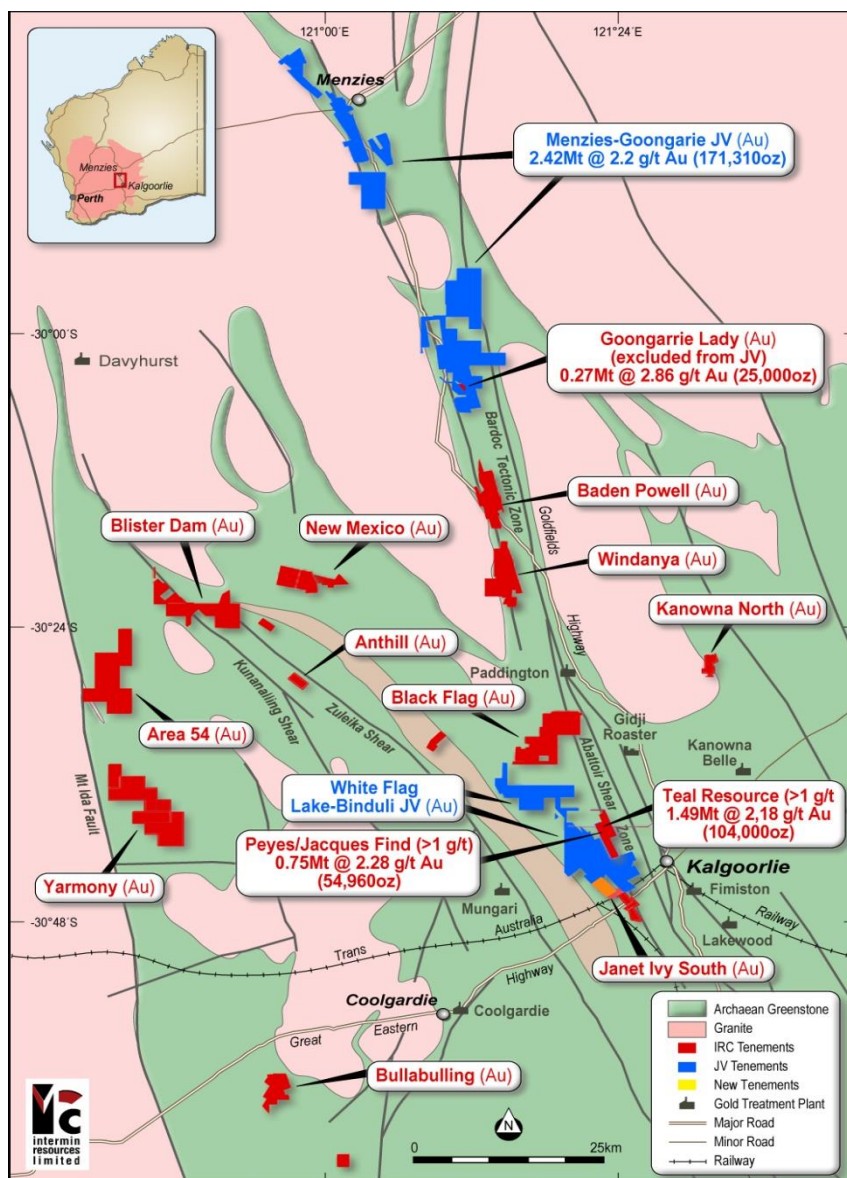 121°00´E
121°24´E
Menzies
Menzies
Kalgoorlie
Perth
Menzies-Goongarie JV (Au)
2.42Mt @ 2.2 g/t Au (171,310oz)
-30°00´S
Davyhurst
Goongarrie Lady (Au)
(excluded from JV)
0.27Mt @ 2.86 g/t Au (25,000oz)
Bardoc Tectonic Zone
Baden Powell (Au)
Goldfields
Highway
Blister Dam (Au)
New Mexico (Au)
Windanya (Au)
Kanowna North (Au)
-30°24´S
Anthill (Au)
Paddington
Kunanalling Shear
Zuleika Shear
Black Flag (Au)
Gidji
Roaster
Area 54 (Au)
Kanowna
Belle
Abattoir Shear
Zone
Mt Ida Fault
White Flag
Lake-Binduli JV (Au)
Teal Resource (>1 g/t
1.49Mt @ 2,18 g/t Au
(104,000oz)
Peyes/Jacques Find (>1 g/t)
0.75Mt @ 2.28 g/t Au
(54,960oz)
Kalgoorlie
Yarmony (Au)
Mungari
Fimiston
-30°48´S
Trans
Australia
Railway
Lakewood
Highway
Janet Ivy South (Au)
Coolgardie
Coolgardie
Great
Eastern
Bullabulling (Au)
Archaean Greenstone
Granite
IRC Tenements
JV Tenements
New Tenements
Gold Treatment Plant
Major Road
Minor Road
Railway
N
0
25km
intermin
resources
limited